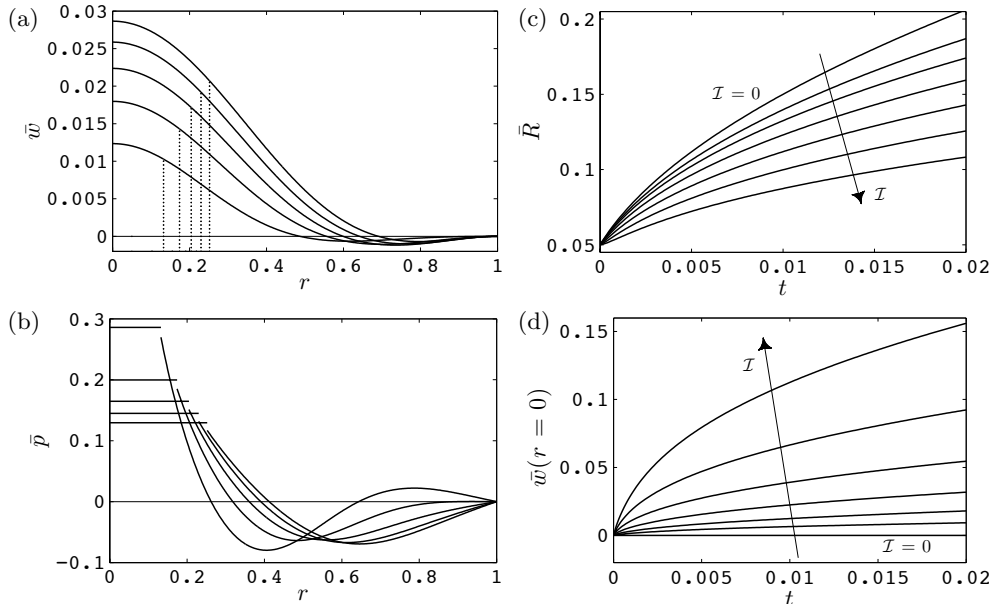 (a)
0.03
0.025
0.02
0.015
0.01
0.005
0
w̄
0 0.2 0.4 0.6 0.8 1
r
(c)
0.2
0.15
0.1
0.05
R̄
ℐ = 0
ℐ
0 0.005 0.01 0.015 0.02
t
(b)
0.3
0.2
0.1
0
−0.1
p̄
0 0.2 0.4 0.6 0.8 1
r
(d)
0.15
0.1
0.05
0
w̄(r = 0)
ℐ
ℐ = 0
0 0.005 0.01 0.015 0.02
t